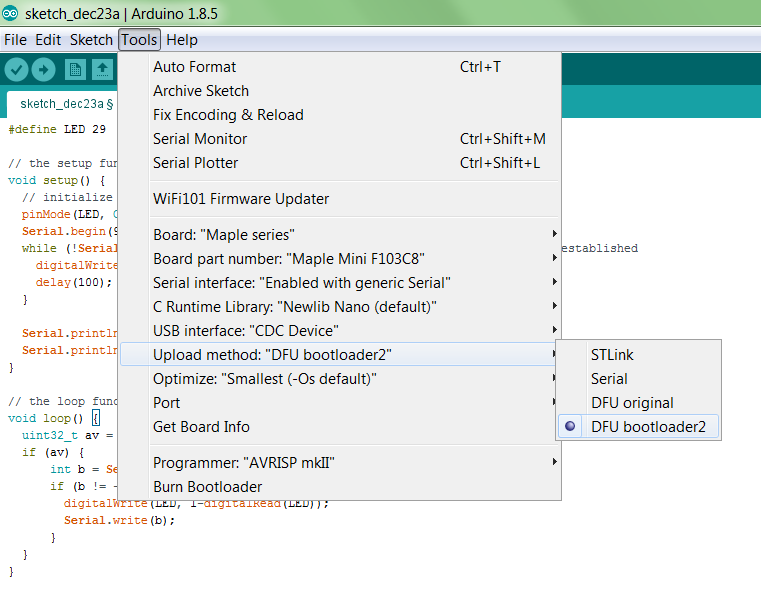 sketch_dec23a | Arduino 1.8.5
File Edit Sketch Tools Help
sketch_dec23a §
Auto Format Ctrl+T
Archive Sketch
Fix Encoding & Reload
Serial Monitor Ctrl+Shift+M
Serial Plotter Ctrl+Shift+L
WiFi101 Firmware Updater
Board: "Maple series"
Board part number: "Maple Mini F103C8"
Serial interface: "Enabled with generic Serial"
C Runtime Library: "Newlib Nano (default)"
USB interface: "CDC Device"
Upload method: "DFU bootloader2"
Optimize: "Smallest (-Os default)"
Port
Get Board Info
Programmer: "AVRISP mkII"
Burn Bootloader
STLink
Serial
DFU original
DFU bootloader2
#define LED 29
// the setup fun
void setup() {
// initialize
pinMode(LED,
Serial.begin(9
while (!Serial established
digitalWrite
delay(100);
}
Serial.println
Serial.println
}
// the loop func
void loop() {
uint32_t av =
if (av) {
int b = Se
if (b != -
digitalWrite(LED, 1-digitalRead(LED));
Serial.write(b);
}
}
}